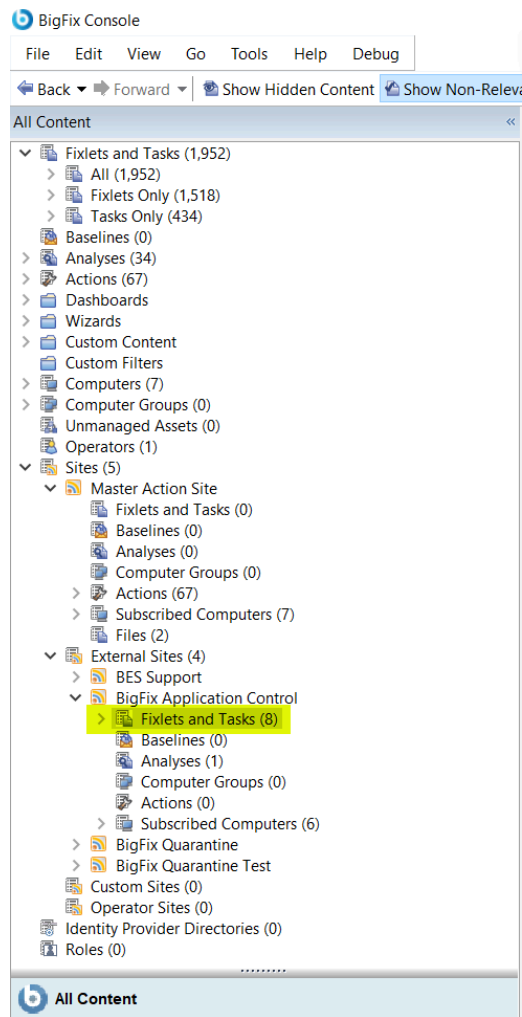 BigFix Console
File Edit View Go Tools Help Debug
Back Forward Show Hidden Content Show Non-Releva
All Content «
Fixlets and Tasks (1,952)
All (1,952)
Fixlets Only (1,518)
Tasks Only (434)
Baselines (0)
Analyses (34)
Actions (67)
Dashboards
Wizards
Custom Content
Custom Filters
Computers (7)
Computer Groups (0)
Unmanaged Assets (0)
Operators (1)
Sites (5)
Master Action Site
Fixlets and Tasks (0)
Baselines (0)
Analyses (0)
Computer Groups (0)
Actions (67)
Subscribed Computers (7)
Files (2)
External Sites (4)
BES Support
BigFix Application Control
Fixlets and Tasks (8)
Baselines (0)
Analyses (1)
Computer Groups (0)
Actions (0)
Subscribed Computers (6)
BigFix Quarantine
BigFix Quarantine Test
Custom Sites (0)
Operator Sites (0)
Identity Provider Directories (0)
Roles (0)
All Content